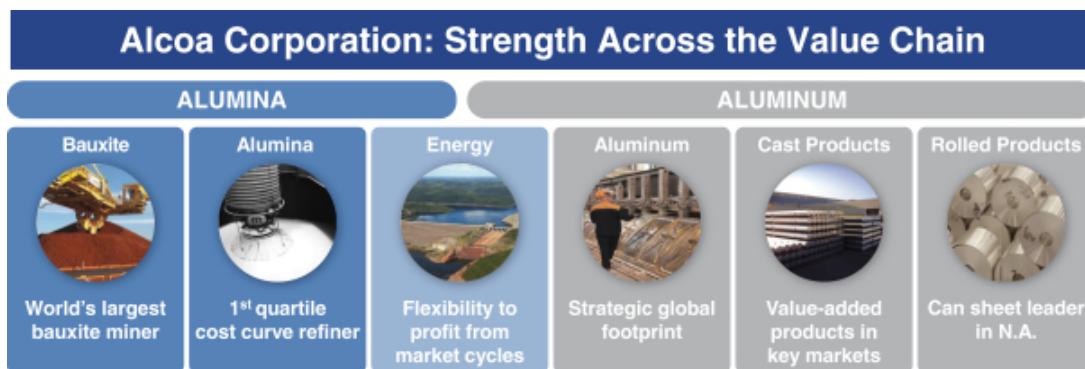 Alcoa Corporation: Strength Across the Value Chain
ALUMINA
ALUMINUM
Bauxite
World's largest
bauxite miner
Alumina
1st quartile
cost curve refiner
Energy
Flexibility to
profit from
market cycles
Aluminum
Strategic global
footprint
Cast Products
Value-added
products in
key markets
Rolled Products
Can sheet leader
in N.A.